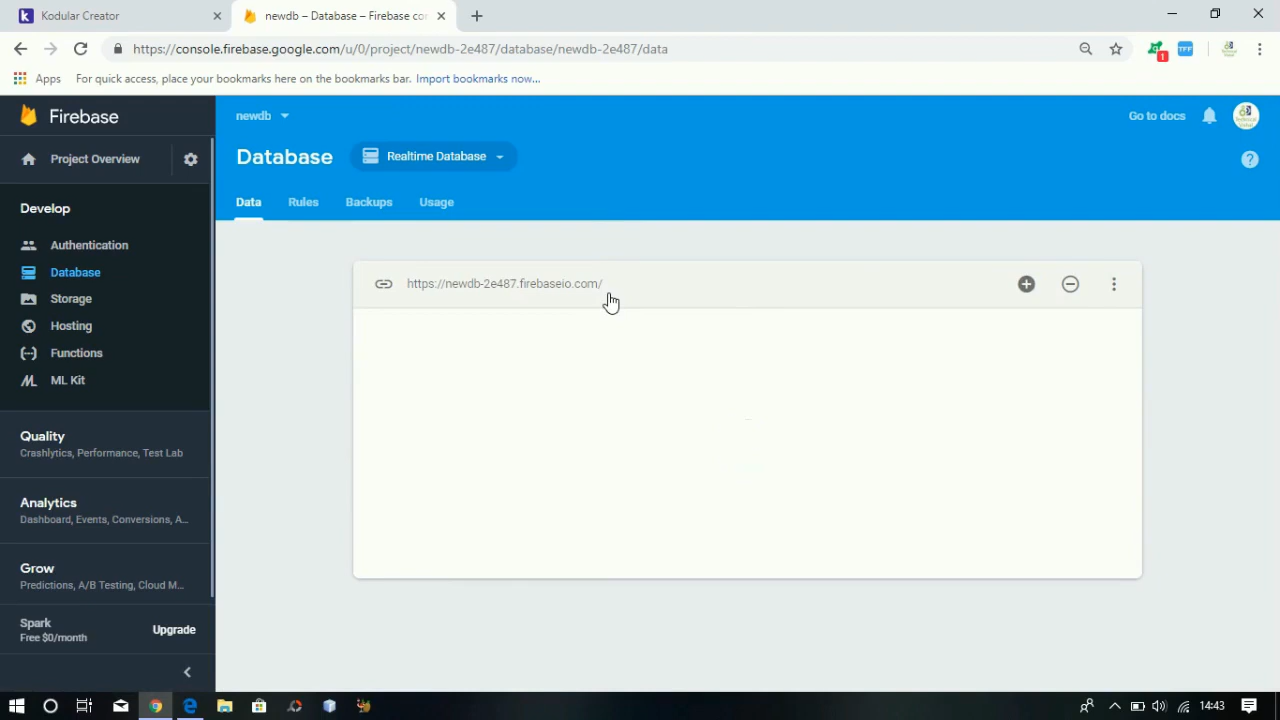 Kodular Creator
newdb – Database – Firebase con
https://console.firebase.google.com/u/0/project/newdb-2e487/database/newdb-2e487/data
1
TFF
Apps
For quick access, place your bookmarks here on the bookmarks bar. Import bookmarks now...
Firebase
newdb
Go to docs
Project Overview
Database
Realtime Database
Develop
Data
Rules
Backups
Usage
Authentication
Database
Storage
Hosting
Functions
ML Kit
https://newdb-2e487.firebaseio.com/
Quality
Crashlytics, Performance, Test Lab
Analytics
Dashboard, Events, Conversions, A...
Grow
Predictions, A/B Testing, Cloud M...
Spark
Free $0/month
Upgrade
14:43